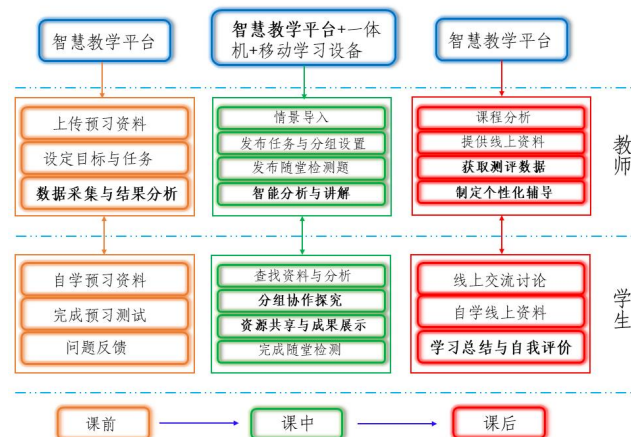 智慧教学平台
智慧教学平台+一体
机+移动学习设备
智慧教学平台
上传预习资料
设定目标与任务
数据采集与结果分析
情景导入
发布任务与分组设置
发布随堂检测题
智能分析与讲解
课程分析
提供线上资料
获取测评数据
制定个性化辅导
教师
自学预习资料
完成预习测试
问题反馈
查找资料与分析
分组协作探究
资源共享与成果展示
完成随堂检测
线上交流讨论
自学线上资料
学习总结与自我评价
学生
课前
课中
课后